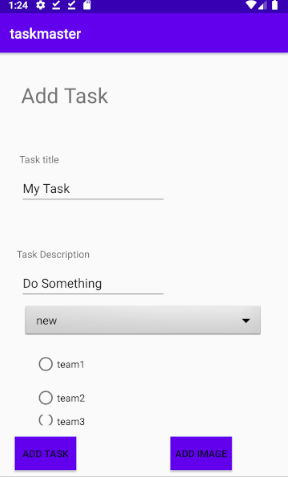 1:24
taskmaster
Add Task
Task title
My Task
Task Description
Do Something
new
team1
team2
team3
ADD TASK ADD IMAGE